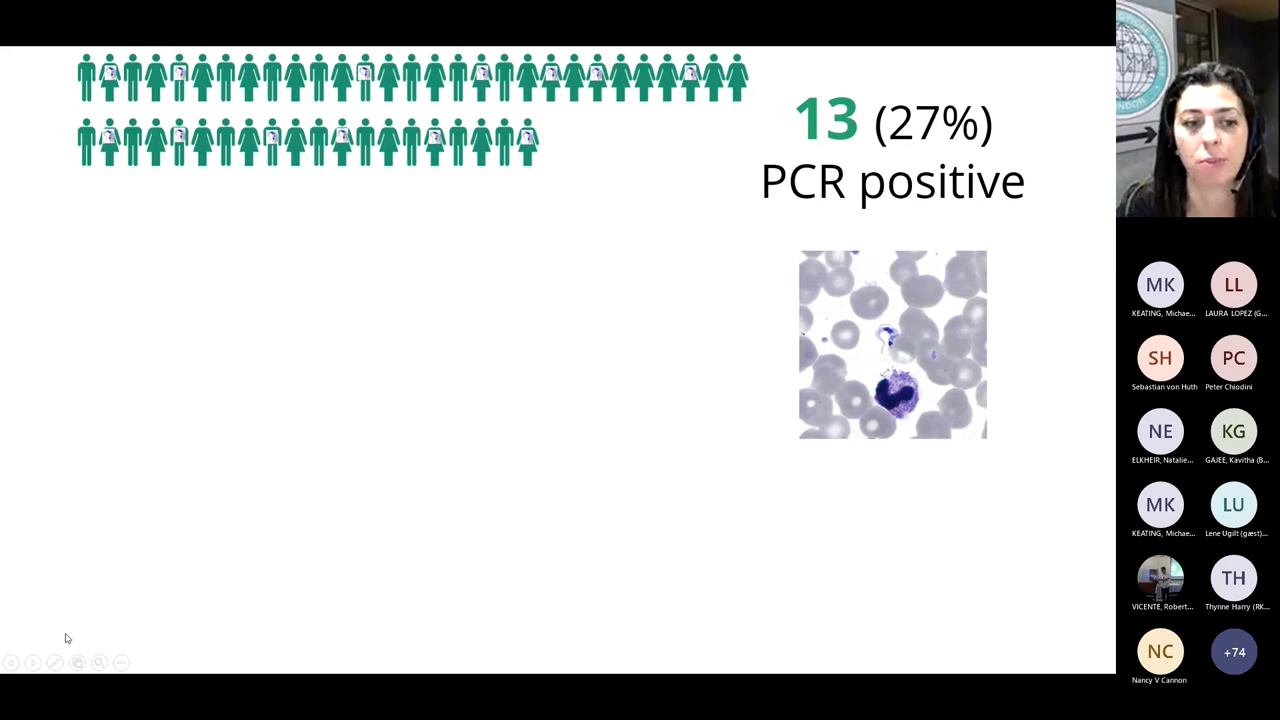 13 (27%)
PCR positive
LONDON
MK
LL
KEATING, Michae...
LAURA LOPEZ (G...
SH
PC
Sebastian von Huth
Peter Chiodini
NE
KG
ELKHEIR, Natalie...
GAJEE, Kavitha (B...
MK
LU
KEATING, Michae...
Lene Ugilt (gæst)...
TH
VICENTE, Robert...
Thynne Harry (RK...
NC
+74
Nancy V Cannon